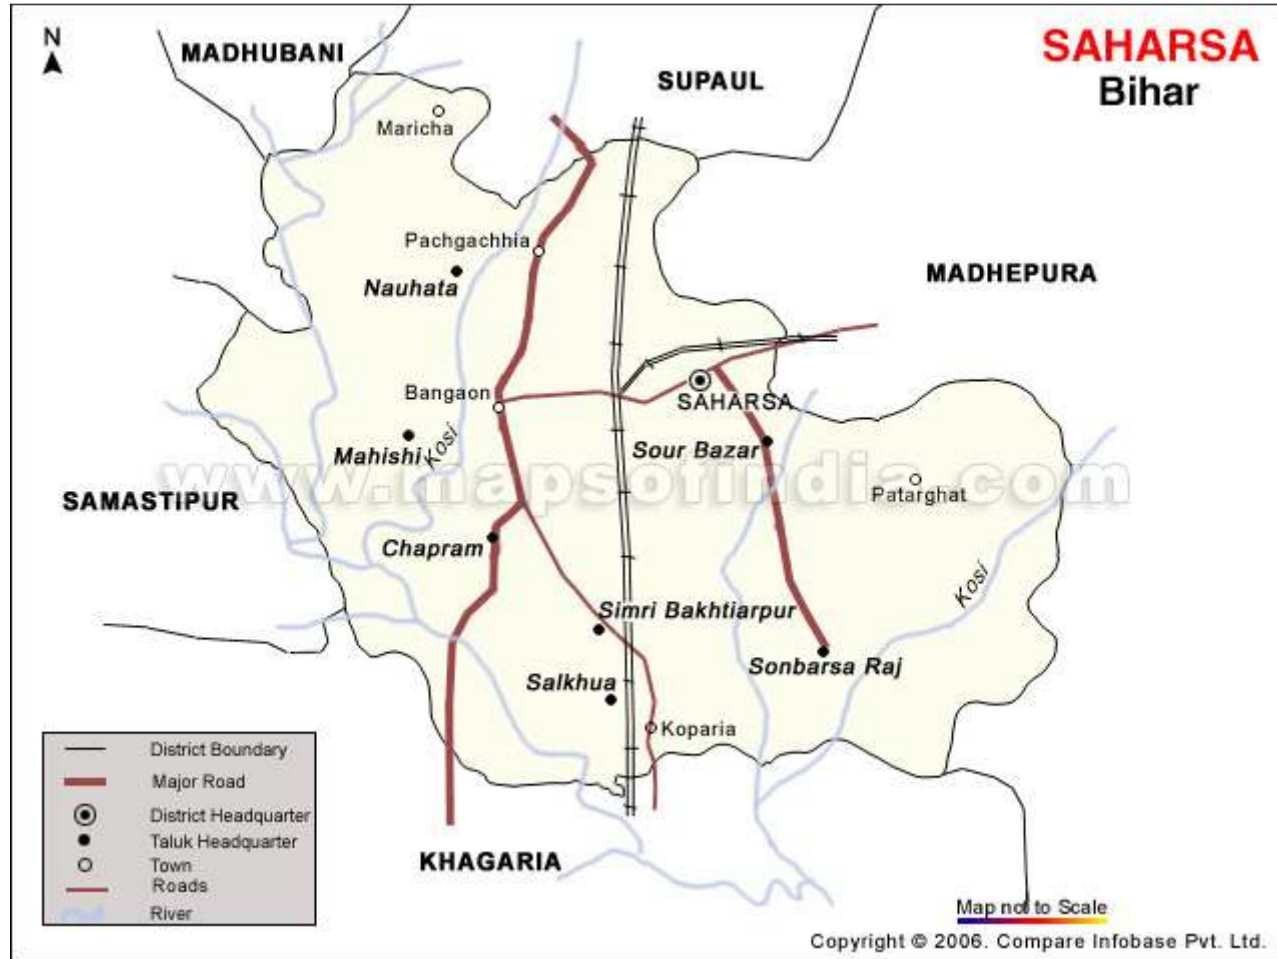 N
MADHUBANI
SUPAUL
SAHARSA
Bihar
Maricha
Pachgachhia
Nauhata
MADHEPURA
Bangaon
SAHARSA
Mahishi
Kosi
Sour Bazar
www.mapsofindia.com
SAMASTIPUR
Patarghat
Chapram
Kosi
Simri Bakhtiarpur
Sonbarsa Raj
Salkhua
Koparia
District Boundary
Major Road
District Headquarter
Taluk Headquarter
Town
Roads
River
KHAGARIA
Map not to Scale
Copyright © 2006. Compare Infobase Pvt. Ltd.